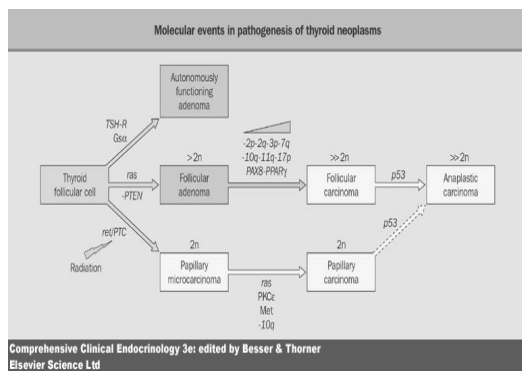 Molecular events in pathogenesis of thyroid neoplasms
Autonomously
functioning
adenoma
TSH-R
Gsα
>2n
-2p-2q-3p-7q
-10q-11q-17p
PAX8-PPARγ
>>2n
>>2n
Thyroid
follicular cell
ras
-PTEN
Follicular
adenoma
Follicular
carcinoma
p53
Anaplastic
carcinoma
ret/PTC
Radiation
2n
2n
p53
Papillary
microcarcinoma
ras
PKCε
Met
-10q
Papillary
carcinoma
Comprehensive Clinical Endocrinology 3e: edited by Besser & Thorner
Elsevier Science Ltd